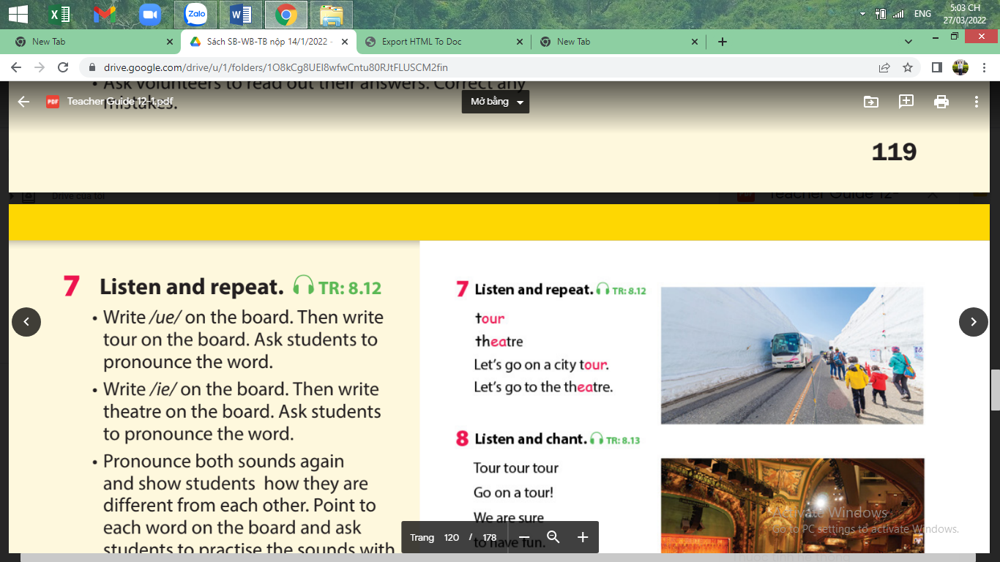 5:03 CH
ENG
27/03/2022
Zalo
New Tab
Sách SB-WB-TB nộp 14/1/2022 -
Export HTML To Doc
New Tab
drive.google.com/drive/u/1/folders/1O8kCg8UEl8wfwCntu80RJtFLUSCM2fin
• Ask volunteers to read out their answers. Correct any
mistakes.
PDF
Teacher Guide 12-1.pdf
Mở bằng
119
Drive của tôi
Teacher Guide 12-
7 Listen and repeat. TR: 8.12
• Write /ue/ on the board. Then write
tour on the board. Ask students to
pronounce the word.
• Write /ie/ on the board. Then write
theatre on the board. Ask students
to pronounce the word.
• Pronounce both sounds again
and show students how they are
different from each other. Point to
each word on the board and ask
students to practise the sounds with
7 Listen and repeat. TR: 8.12
tour
theatre
Let's go on a city tour.
Let's go to the theatre.
8 Listen and chant. TR: 8.13
Tour tour tour
Go on a tour!
We are sure
to have fun.
Activate Windows
Go to PC settings to activate Windows.
Trang 120 / 178
Thuộc tính hệ thống